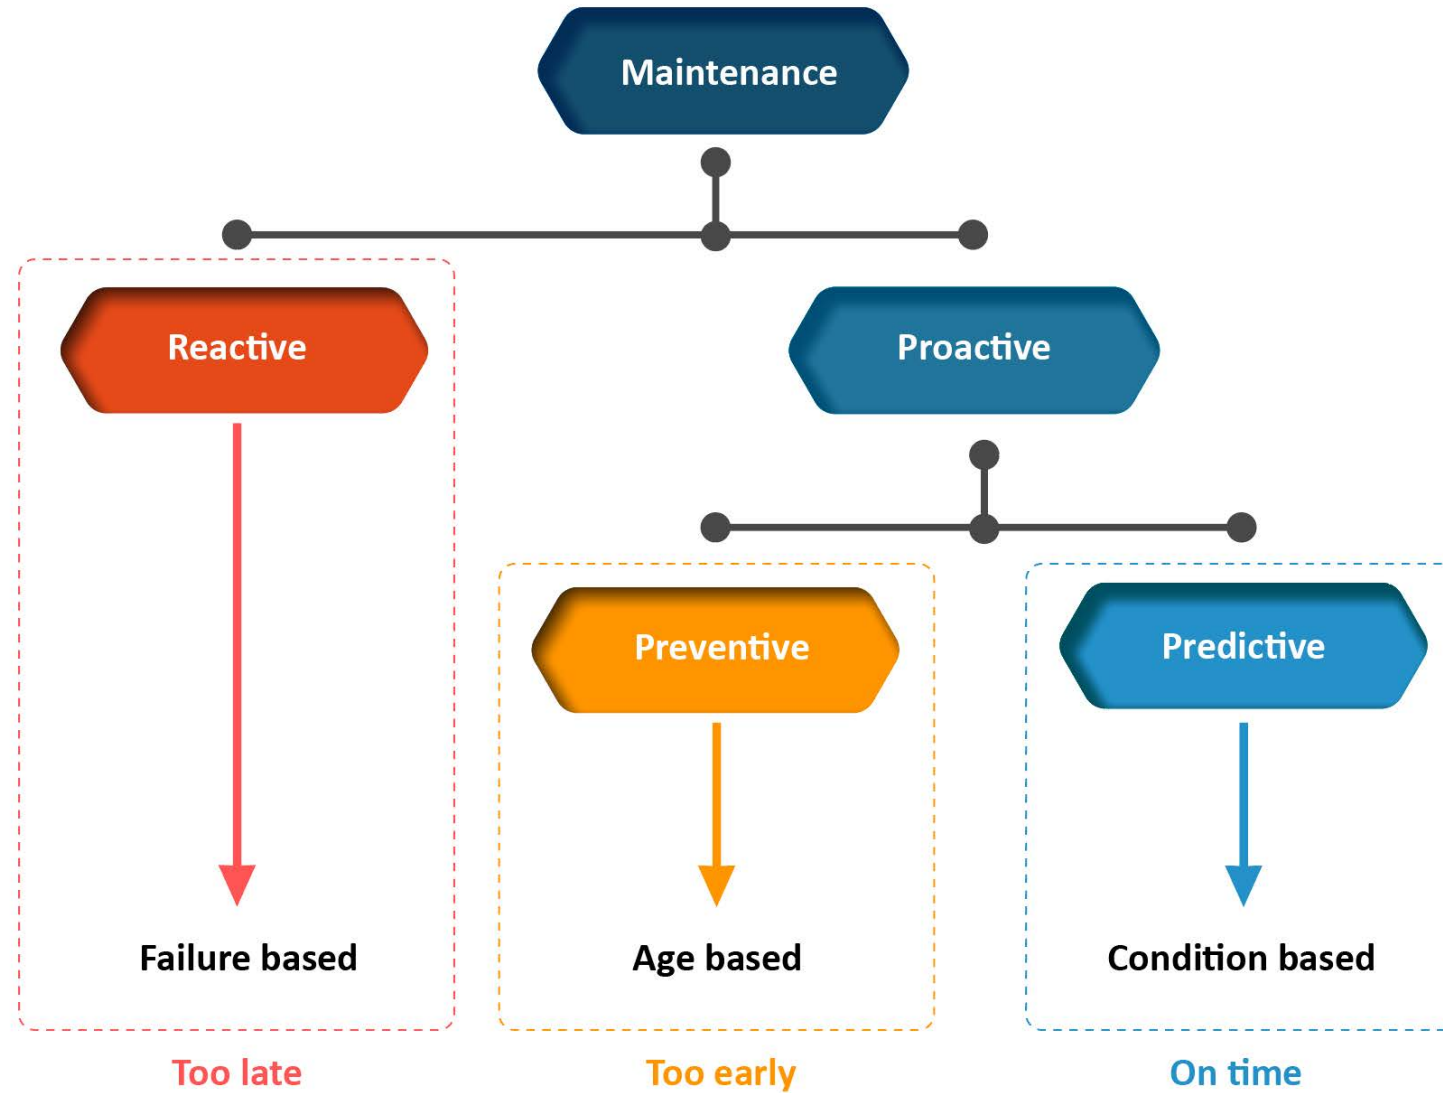 Maintenance
Reactive
Proactive
Preventive
Predictive
Failure based
Age based
Condition based
Too late
Too early
On time